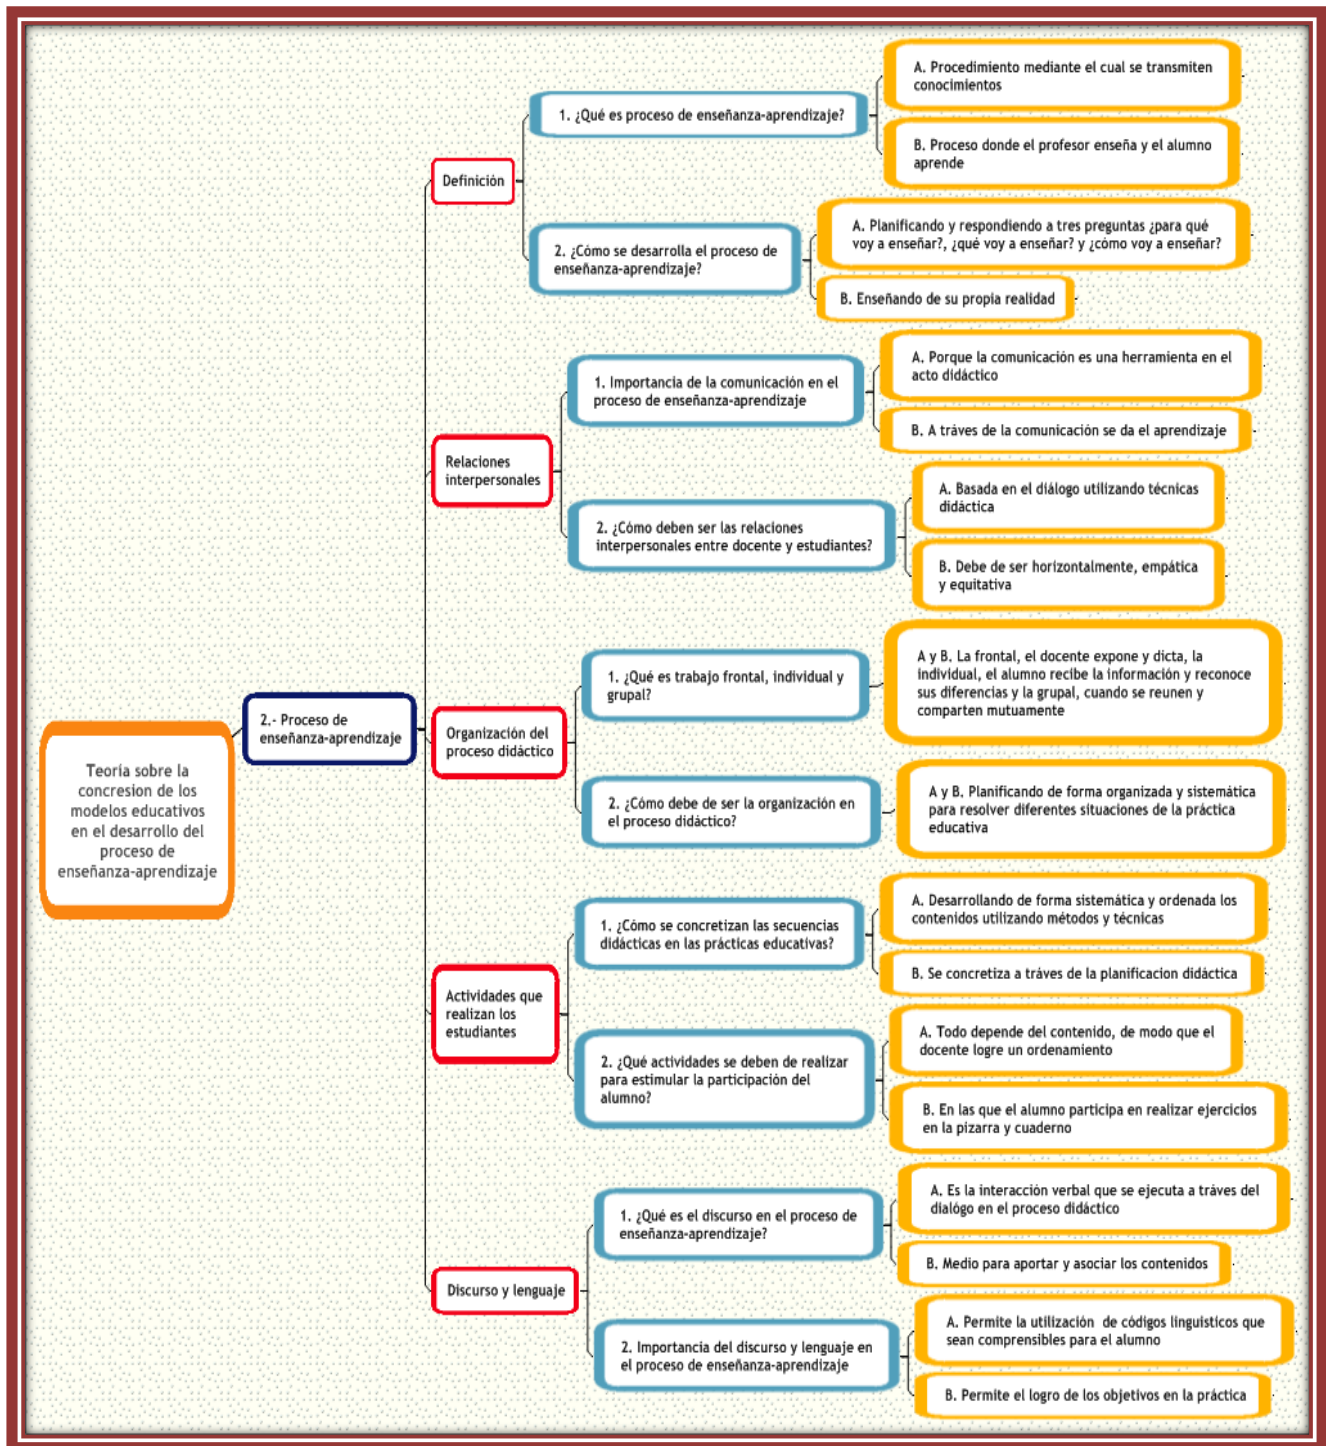 Teoría sobre la
concresion de los
modelos educativos
en el desarrollo del
proceso de
enseñanza-aprendizaje
2.- Proceso de
enseñanza-aprendizaje
Definición
1. ¿Qué es proceso de enseñanza-aprendizaje?
A. Procedimiento mediante el cual se transmiten
conocimientos
B. Proceso donde el profesor enseña y el alumno
aprende
2. ¿Cómo se desarrolla el proceso de
enseñanza-aprendizaje?
A. Planificando y respondiendo a tres preguntas ¿para qué
voy a enseñar?, ¿qué voy a enseñar? y ¿cómo voy a enseñar?
B. Enseñando de su propia realidad
Relaciones
interpersonales
1. Importancia de la comunicación en el
proceso de enseñanza-aprendizaje
A. Porque la comunicación es una herramienta en el
acto didáctico
B. A tráves de la comunicación se da el aprendizaje
2. ¿Cómo deben ser las relaciones
interpersonales entre docente y estudiantes?
A. Basada en el diálogo utilizando técnicas
didáctica
B. Debe de ser horizontalmente, empática
y equitativa
Organización del
proceso didáctico
1. ¿Qué es trabajo frontal, individual y
grupal?
A y B. La frontal, el docente expone y dicta, la
individual, el alumno recibe la información y reconoce
sus diferencias y la grupal, cuando se reunen y
comparten mutuamente
2. ¿Cómo debe de ser la organización en
el proceso didáctico?
A y B. Planificando de forma organizada y sistemática
para resolver diferentes situaciones de la práctica
educativa
Actividades que
realizan los
estudiantes
1. ¿Cómo se concretizan las secuencias
didácticas en las prácticas educativas?
A. Desarrollando de forma sistemática y ordenada los
contenidos utilizando métodos y técnicas
B. Se concretiza a tráves de la planificacion didáctica
2. ¿Qué actividades se deben de realizar
para estimular la participación del
alumno?
A. Todo depende del contenido, de modo que el
docente logre un ordenamiento
B. En las que el alumno participa en realizar ejercicios
en la pizarra y cuaderno
Discurso y lenguaje
1. ¿Qué es el discurso en el proceso de
enseñanza-aprendizaje?
A. Es la interacción verbal que se ejecuta a tráves del
dialógo en el proceso didáctico
B. Medio para aportar y asociar los contenidos
2. Importancia del discurso y lenguaje en
el proceso de enseñanza-aprendizaje
A. Permite la utilización de códigos linguisticos que
sean comprensibles para el alumno
B. Permite el logro de los objetivos en la práctica